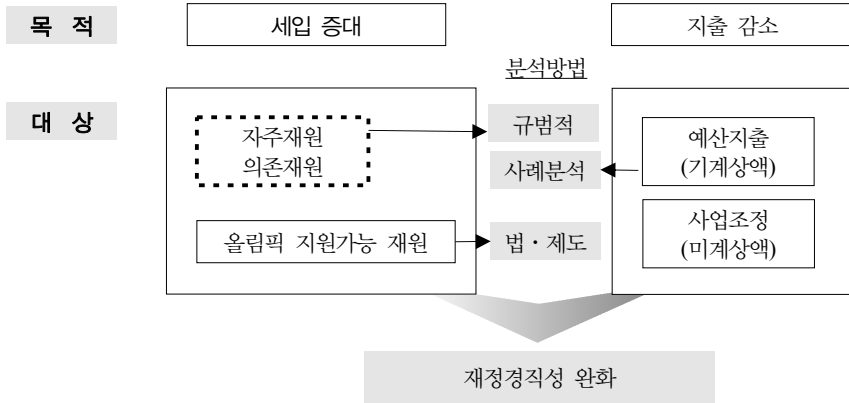 목 적
세입 증대
지출 감소
분석방법
대 상
자주재원
의존재원
규범적
사례분석
예산지출
(기계상액)
올림픽 지원가능 재원
법・제도
사업조정
(미계상액)
재정경직성 완화